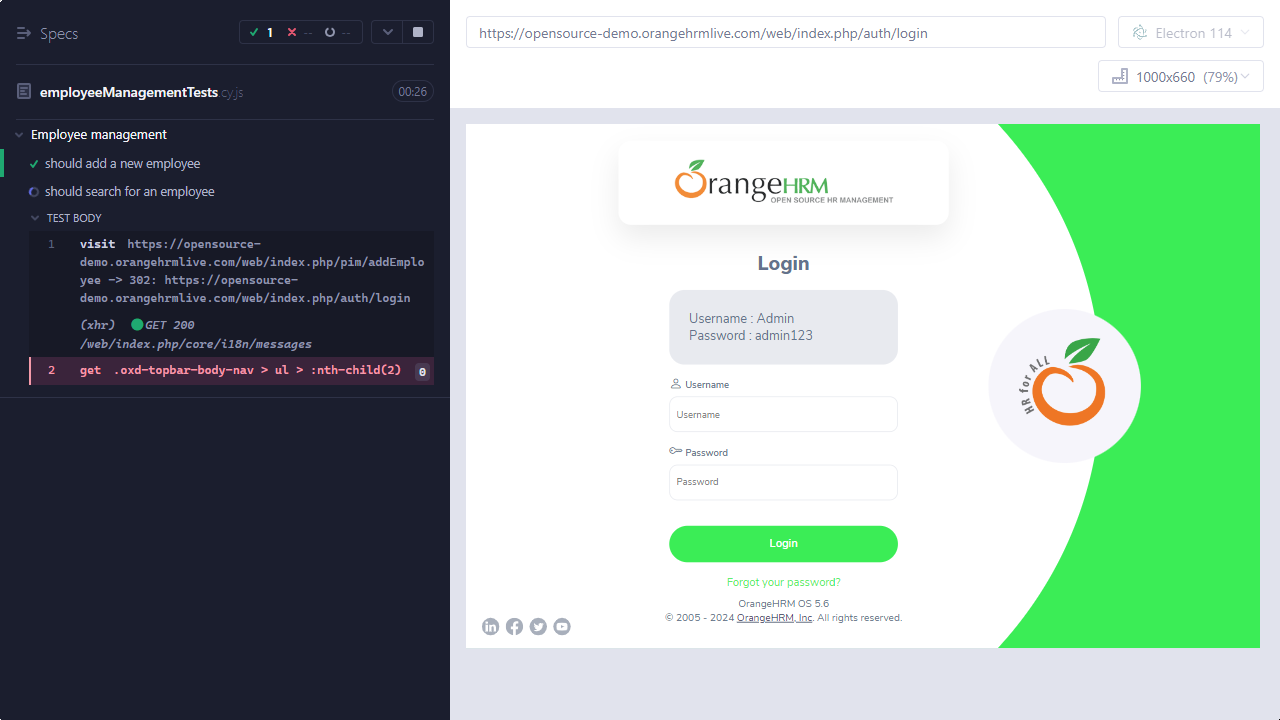 Specs
1
--
--
employeeManagementTests.cy.js
00:26
Employee management
should add a new employee
should search for an employee
TEST BODY
1 visit https://opensource-
demo.orangehrmlive.com/web/index.php/pim/addEmplo
yee -> 302: https://opensource-
demo.orangehrmlive.com/web/index.php/auth/login
(xhr) GET 200
/web/index.php/core/i18n/messages
2 get .oxd-topbar-body-nav > ul > :nth-child(2) 0
https://opensource-demo.orangehrmlive.com/web/index.php/auth/login
Electron 114
1000x660 (79%)
OrangeHRM
OPEN SOURCE HR MANAGEMENT
Login
Username : Admin
Password : admin123
Username
Username
Password
Password
Login
Forgot your password?
OrangeHRM OS 5.6
© 2005 - 2024 OrangeHRM, Inc. All rights reserved.
HR for ALL